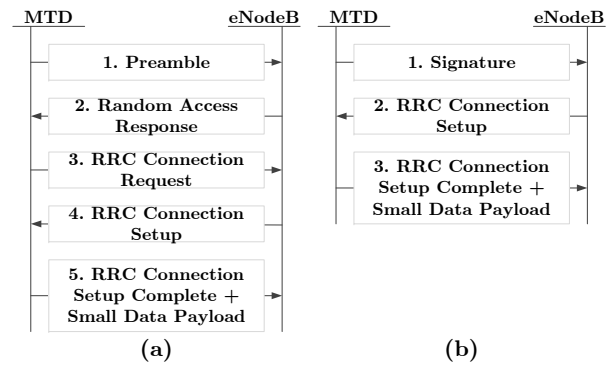 MTD eNodeB
1. Preamble
2. Random Access
Response
3. RRC Connection
Request
4. RRC Connection
Setup
5. RRC Connection
Setup Complete +
Small Data Payload
(a)
MTD eNodeB
1. Signature
2. RRC Connection
Setup
3. RRC Connection
Setup Complete +
Small Data Payload
(b)